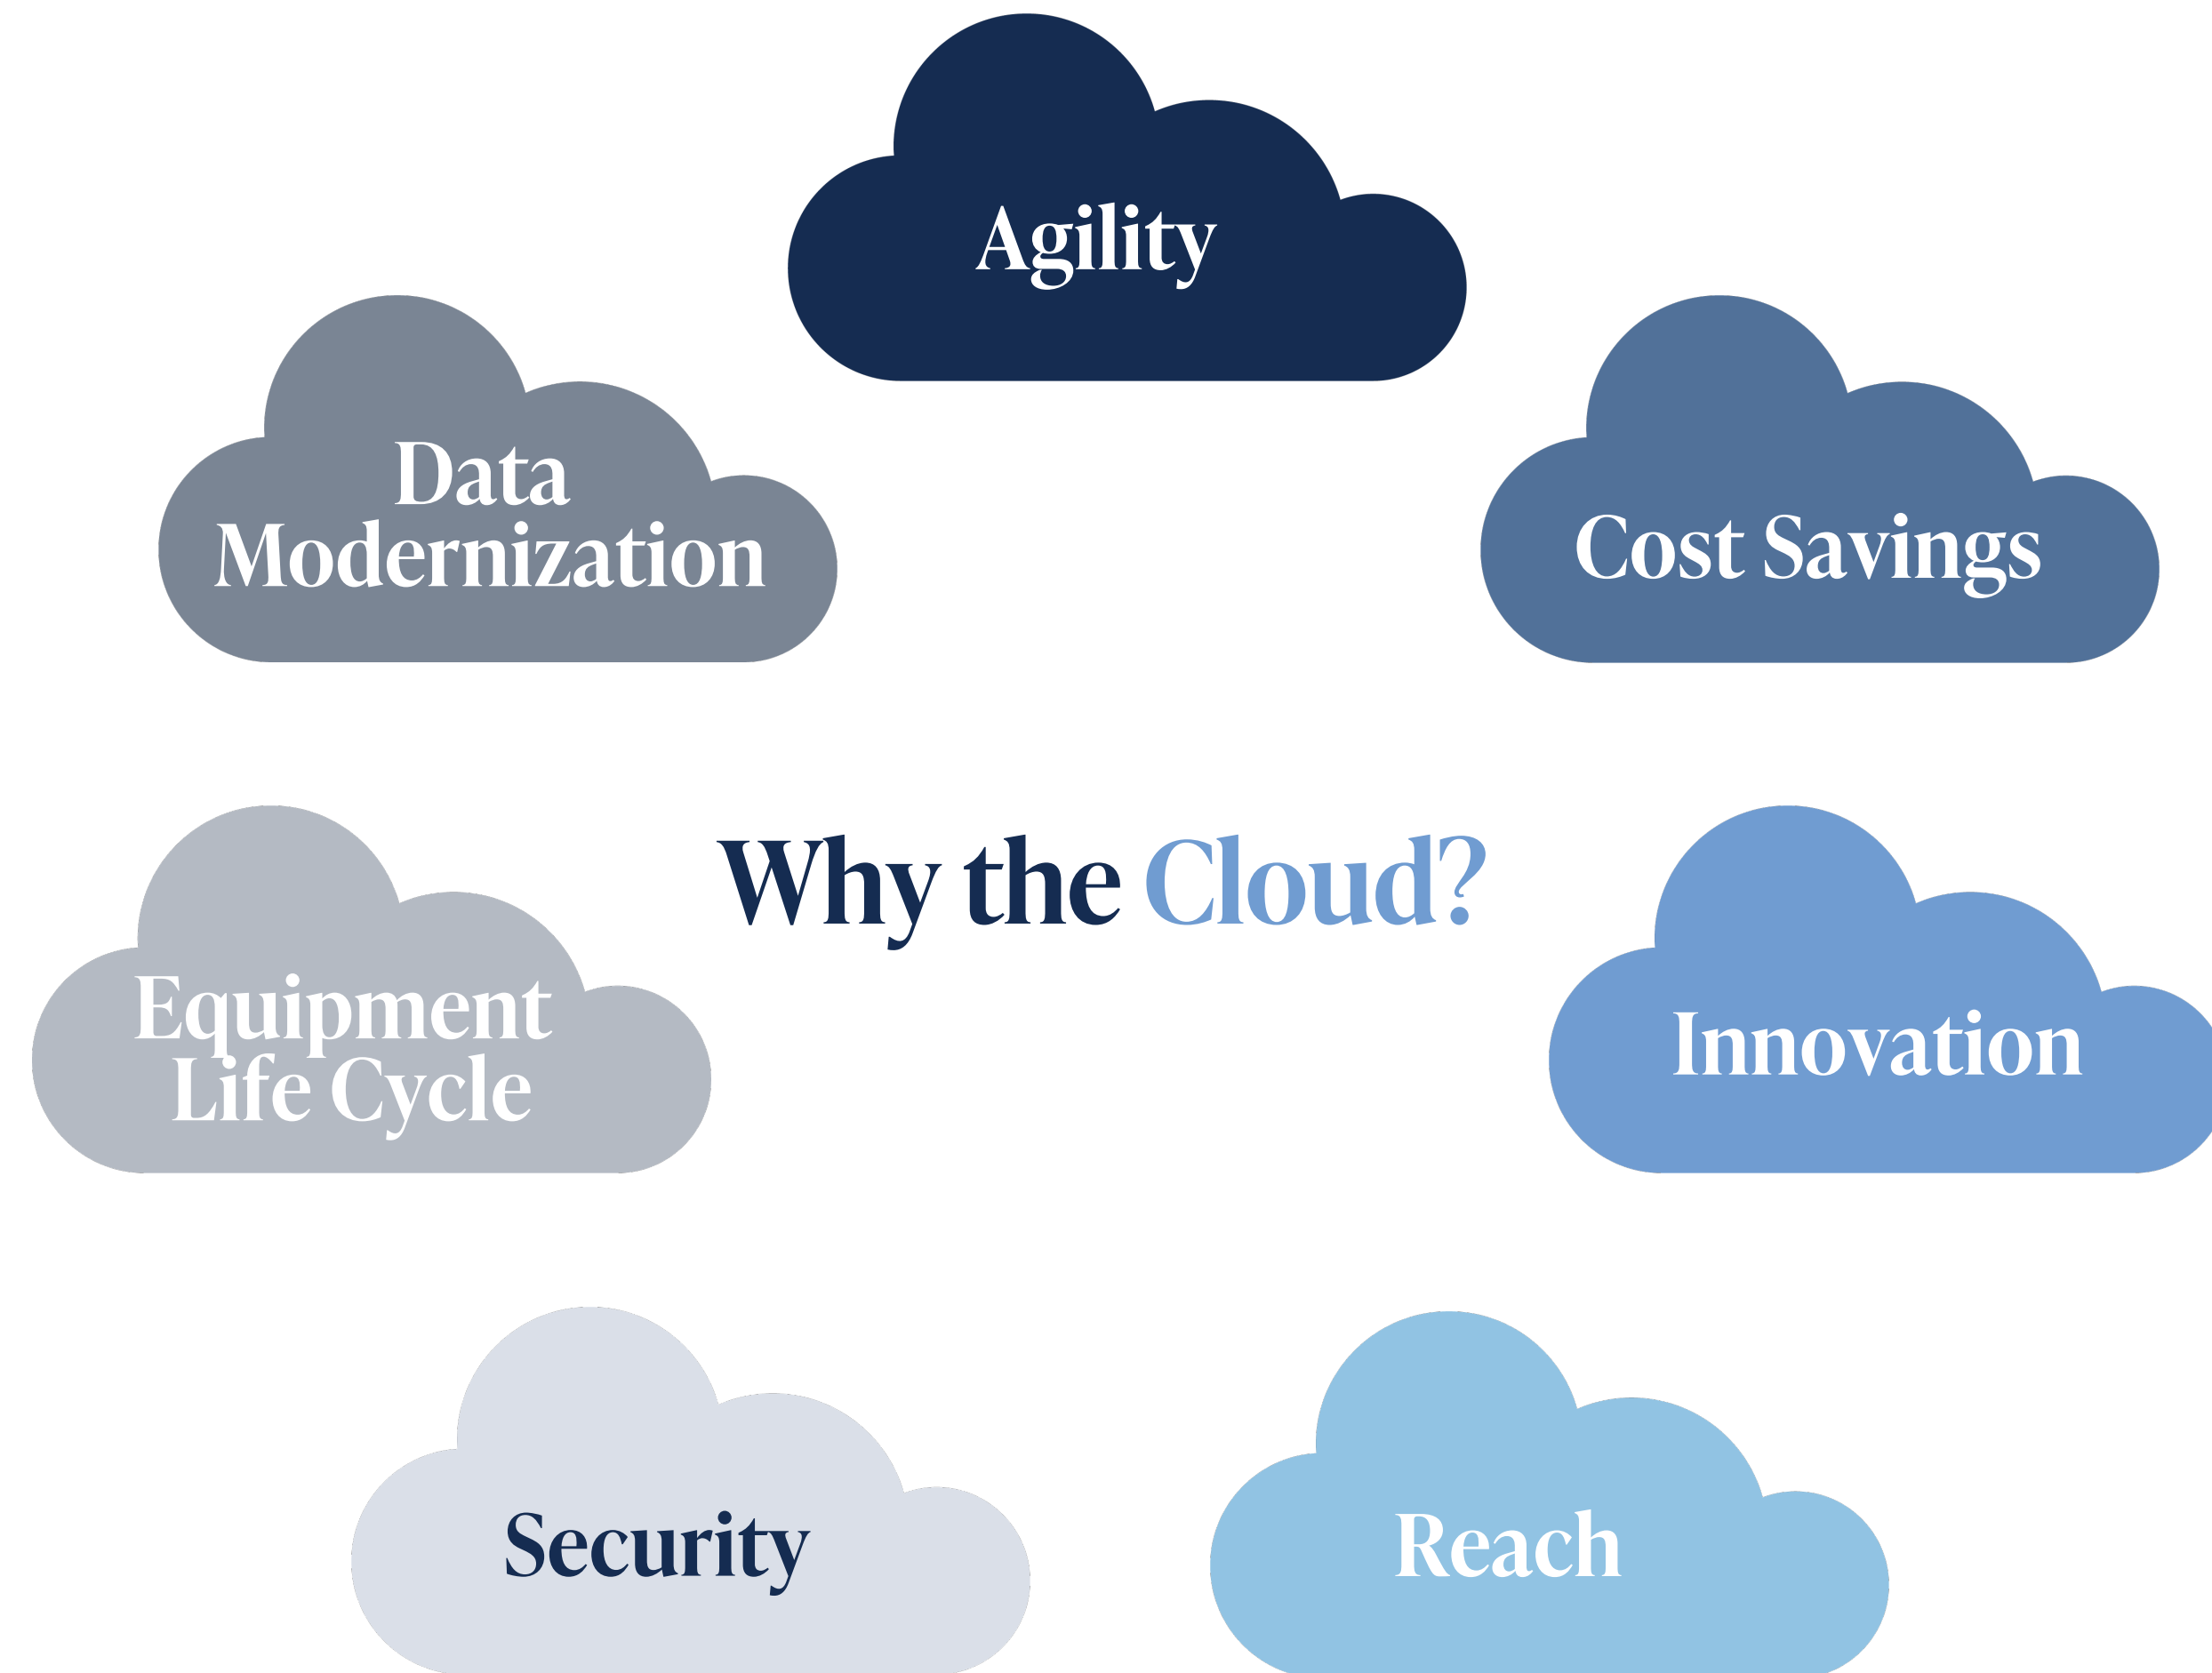 Agility
Data
Modernization
Cost Savings
Why the Cloud?
Equipment
Life Cycle
Innovation
Security
Reach